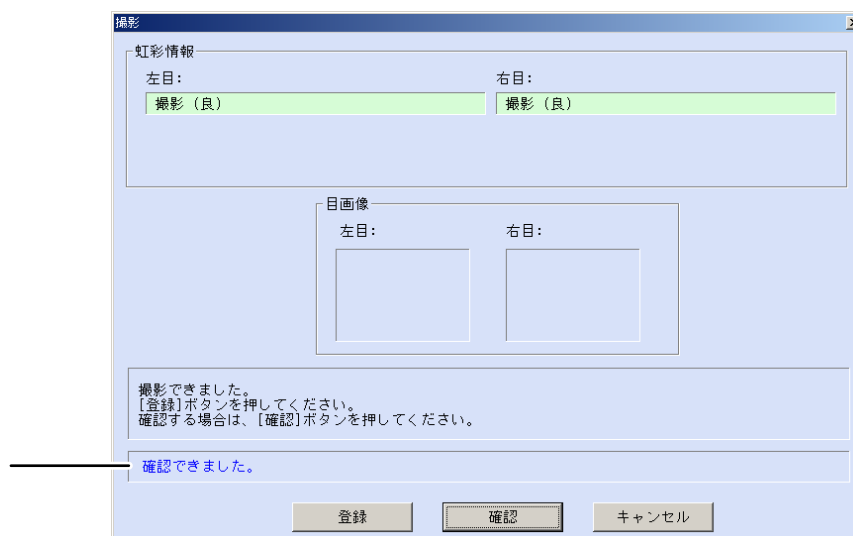 撮影
虹彩情報
左目:
右目:
撮影(良)
撮影(良)
目画像
左目:
右目:
撮影できました。
[登録]ボタンを押してください。
確認する場合は、[確認]ボタンを押してください。
確認できました。
登録
確認
キャンセル